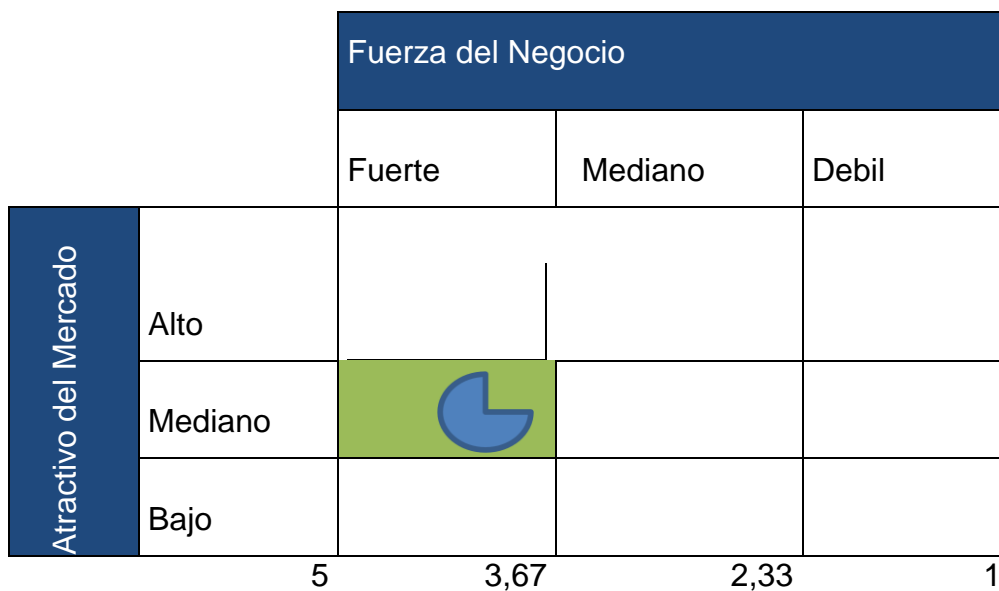 Fuerza del Negocio
Fuerte Mediano Debil
Atractivo del Mercado
Alto
Mediano
Bajo
5 3,67 2,33 1